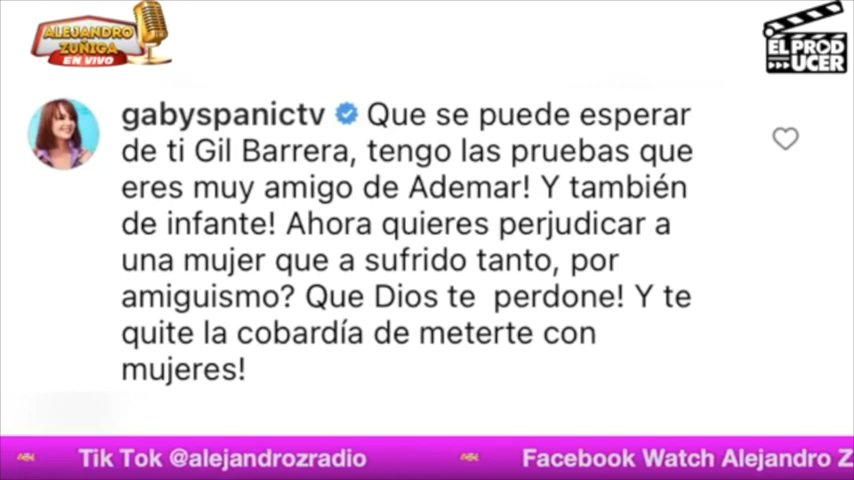 ALEJANDRO
ZUÑIGA
EN VIVO
EL PROD
UCER
gabyspanictv Que se puede esperar
de ti Gil Barrera, tengo las pruebas que
eres muy amigo de Ademar! Y también
de infante! Ahora quieres perjudicar a
una mujer que a sufrido tanto, por
amiguismo? Que Dios te perdone! Y te
quite la cobardía de meterte con
mujeres!
Tik Tok @alejandrozradio Facebook Watch Alejandro Z